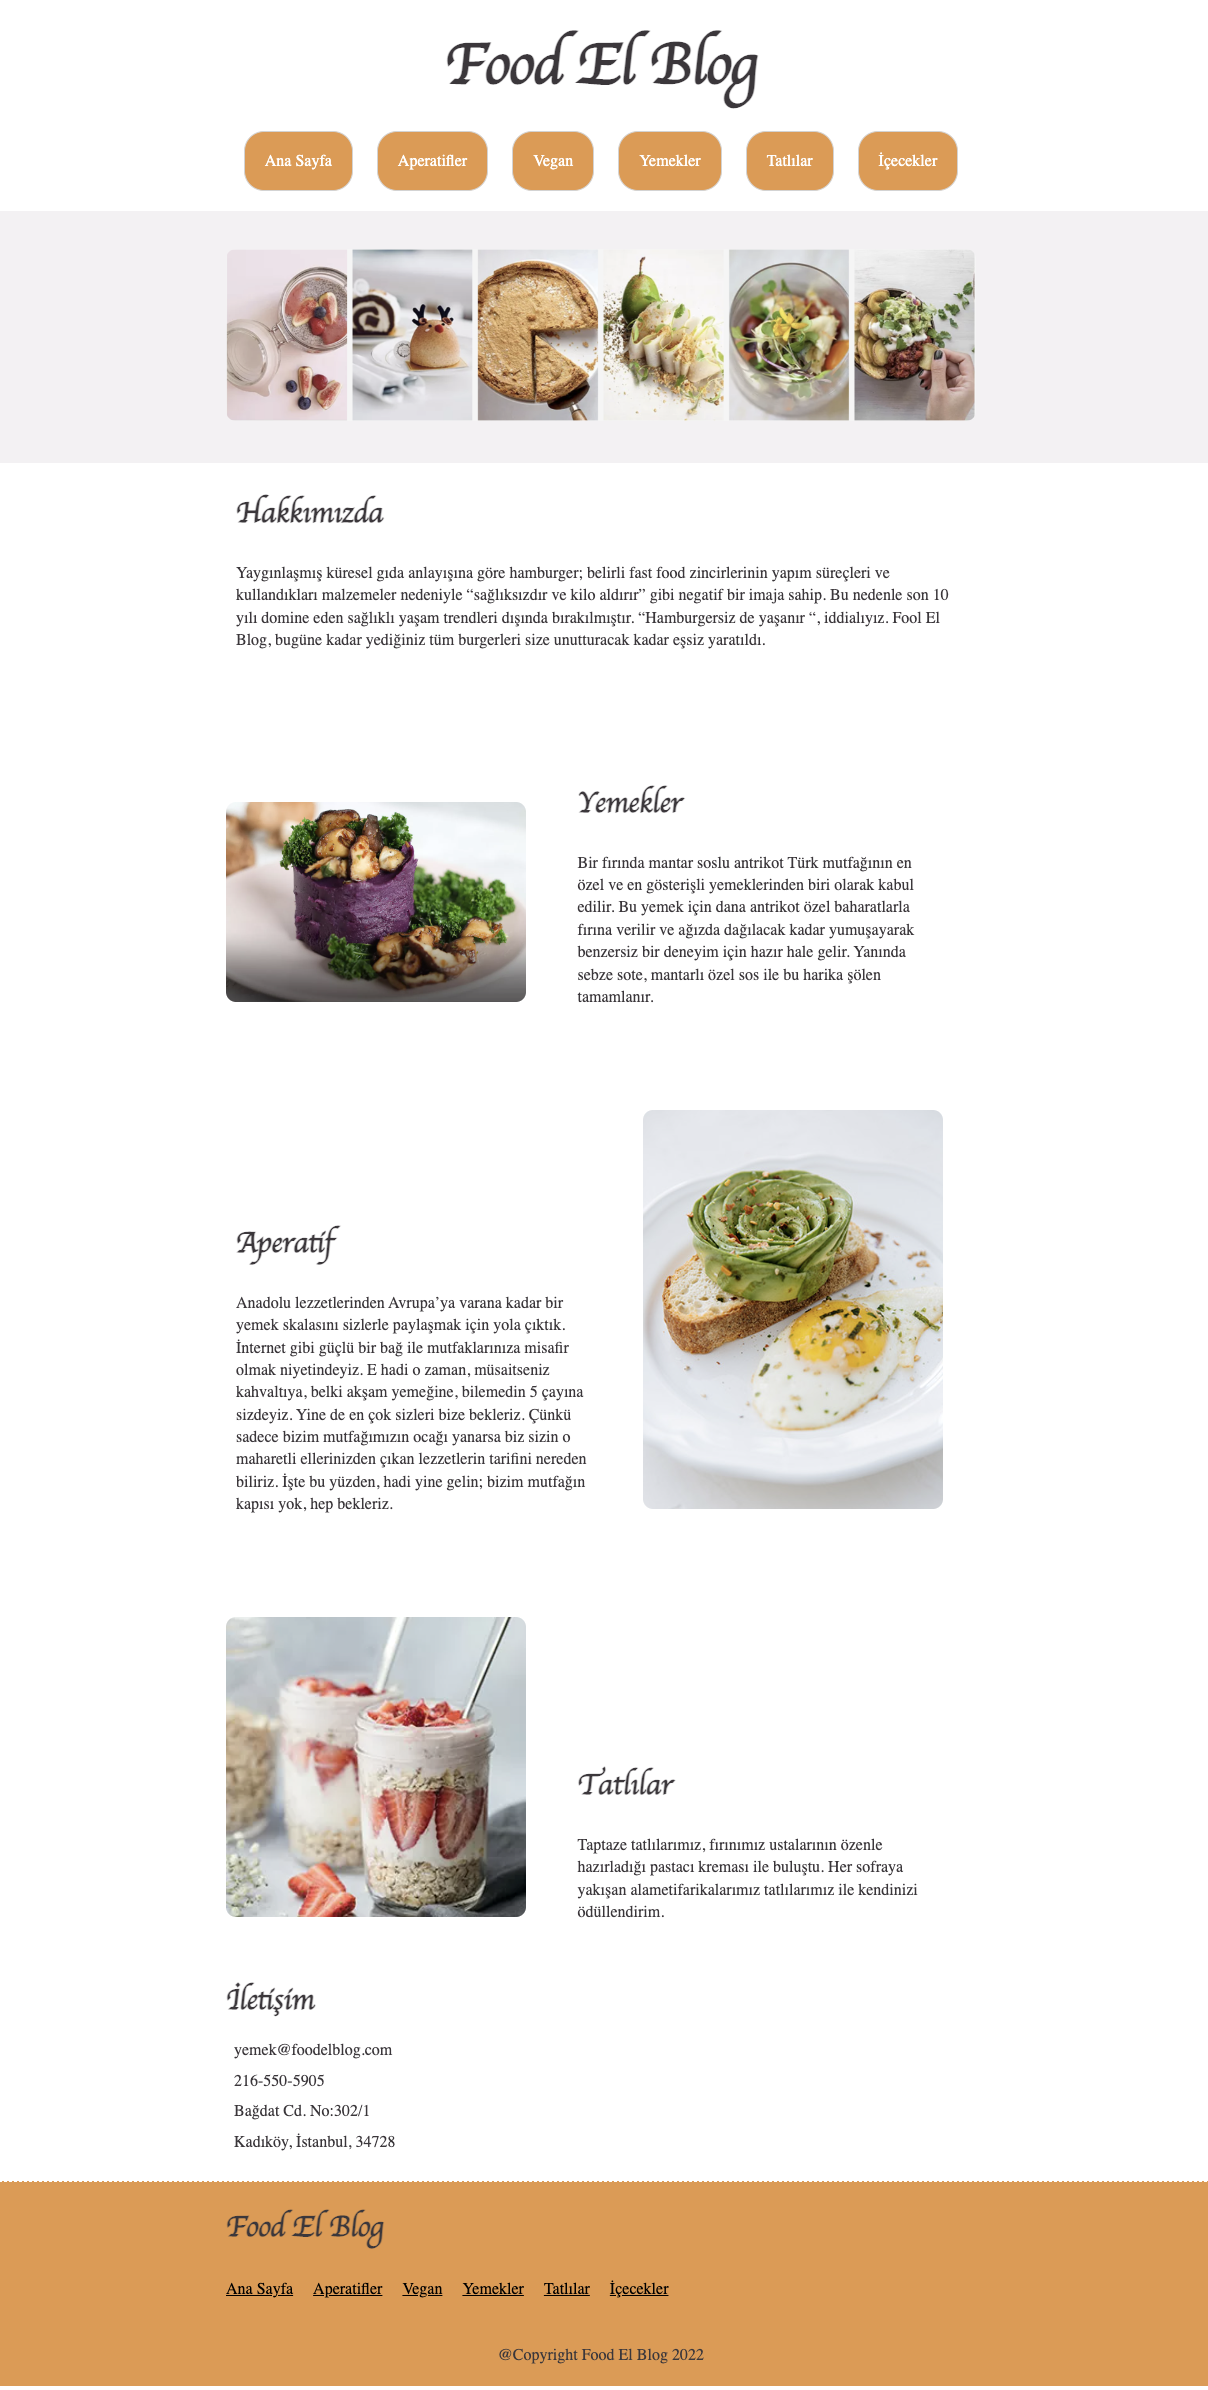 Food El Blog
Ana Sayfa Aperatifler Vegan Yemekler Tatlılar İçecekler
Hakkımızda
Yaygınlaşmış küresel gıda anlayışına göre hamburger; belirli fast food zincirlerinin yapım süreçleri ve
kullandıkları malzemeler nedeniyle “sağlıksızdır ve kilo aldırır” gibi negatif bir imaja sahip. Bu nedenle son 10
yılı domine eden sağlıklı yaşam trendleri dışında bırakılmıştır. “Hamburgersiz de yaşanır “, iddialıyız. Fool El
Blog, bugüne kadar yediğiniz tüm burgerleri size unutturacak kadar eşsiz yaratıldı.
Yemekler
Bir fırında mantar soslu antrikot Türk mutfağının en
özel ve en gösterişli yemeklerinden biri olarak kabul
edilir. Bu yemek için dana antrikot özel baharatlarla
fırına verilir ve ağızda dağılacak kadar yumuşayarak
benzersiz bir deneyim için hazır hale gelir. Yanında
sebze sote, mantarlı özel sos ile bu harika şölen
tamamlanır.
Aperatif
Anadolu lezzetlerinden Avrupa’ya varana kadar bir
yemek skalasını sizlerle paylaşmak için yola çıktık.
İnternet gibi güçlü bir bağ ile mutfaklarınıza misafir
olmak niyetindeyiz. E hadi o zaman, müsaitseniz
kahvaltıya, belki akşam yemeğine, bilemedin 5 çayına
sizdeyiz. Yine de en çok sizleri bize bekleriz. Çünkü
sadece bizim mutfağımızın ocağı yanarsa biz sizin o
maharetli ellerinizden çıkan lezzetlerin tarifini nereden
biliriz. İşte bu yüzden, hadi yine gelin; bizim mutfağın
kapısı yok, hep bekleriz.
Tatlılar
Taptaze tatlılarımız, fırınımız ustalarının özenle
hazırladığı pastacı kreması ile buluştu. Her sofraya
yakışan alametifarikalarımız tatlılarımız ile kendinizi
ödüllendirim.
İletişim
yemek@foodelblog.com
216-550-5905
Bağdat Cd. No:302/1
Kadıköy, İstanbul, 34728
Food El Blog
Ana Sayfa Aperatifler Vegan Yemekler Tatlılar İçecekler
@Copyright Food El Blog 2022